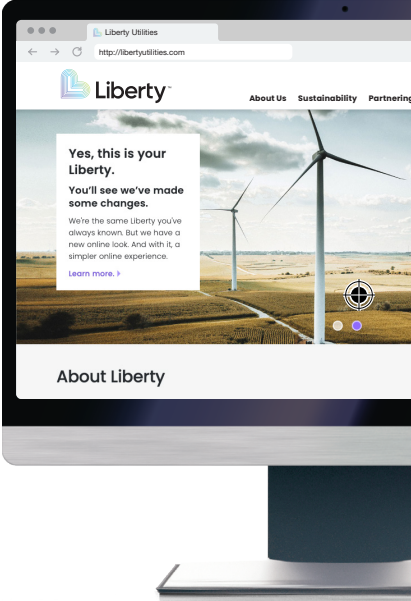 Liberty Utilities
http://libertyutilities.com
Liberty™
About Us Sustainability Partnering
Yes, this is your
Liberty.
You'll see we've made
some changes.
We're the same Liberty you've
always known. But we have a
new online look. And with it, a
simpler online experience.
Learn more.
About Liberty